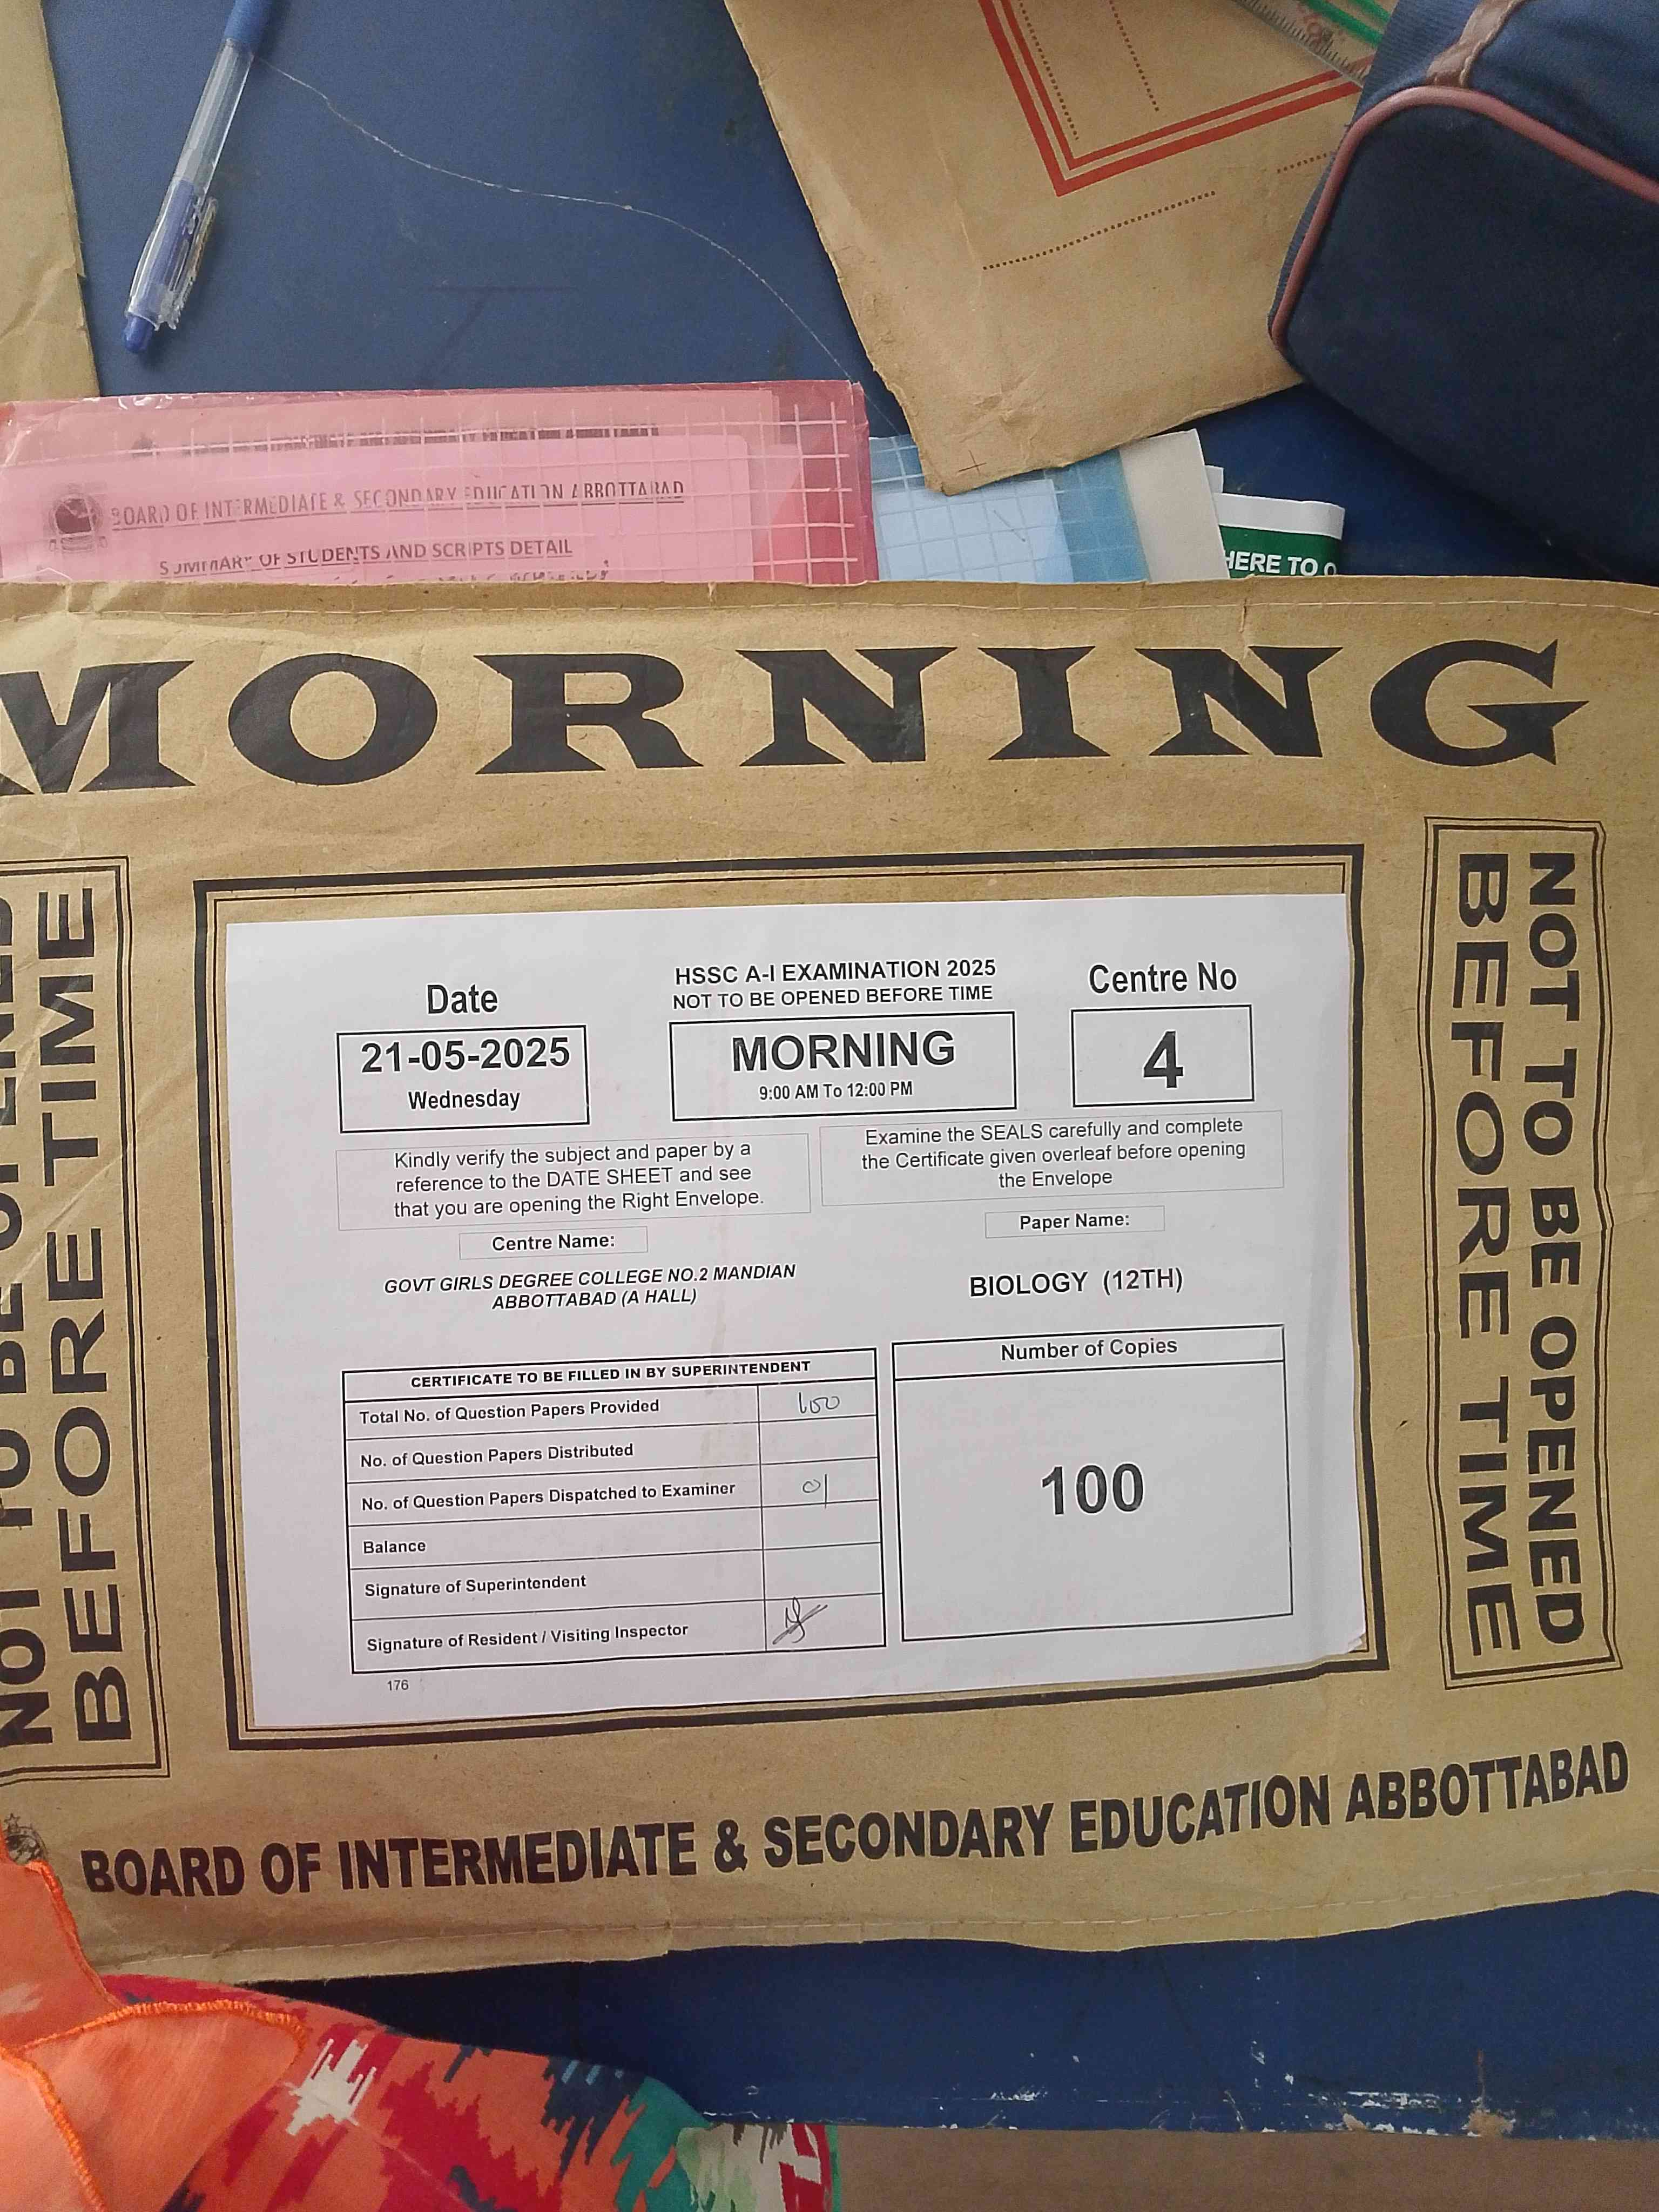 BOARD OF INTERMEDIATE & SECONDARY EDUCATION ABBOTTABAD
SUMMARY OF STUDENTS AND SCRIPTS DETAIL
HERE TO
MORNING
NOT TO BE
BEFORE TIME
Date
21-05-2025
Wednesday
HSSC A-I EXAMINATION 2025
NOT TO BE OPENED BEFORE TIME
MORNING
9:00 AM To 12:00 PM
Centre No
4
Kindly verify the subject and paper by a
reference to the DATE SHEET and see
that you are opening the Right Envelope.
Examine the SEALS carefully and complete
the Certificate given overleaf before opening
the Envelope
Centre Name:
GOVT GIRLS DEGREE COLLEGE NO.2 MANDIAN
ABBOTTABAD (A HALL)
Paper Name:
BIOLOGY (12TH)
CERTIFICATE TO BE FILLED IN BY SUPERINTENDENT
Total No. of Question Papers Provided 100
No. of Question Papers Distributed
No. of Question Papers Dispatched to Examiner 01
Balance
Signature of Superintendent
Signature of Resident / Visiting Inspector
Number of Copies
100
176
NOT TO BE OPENED
BEFORE TIME
BOARD OF INTERMEDIATE & SECONDARY EDUCATION ABBOTTABAD